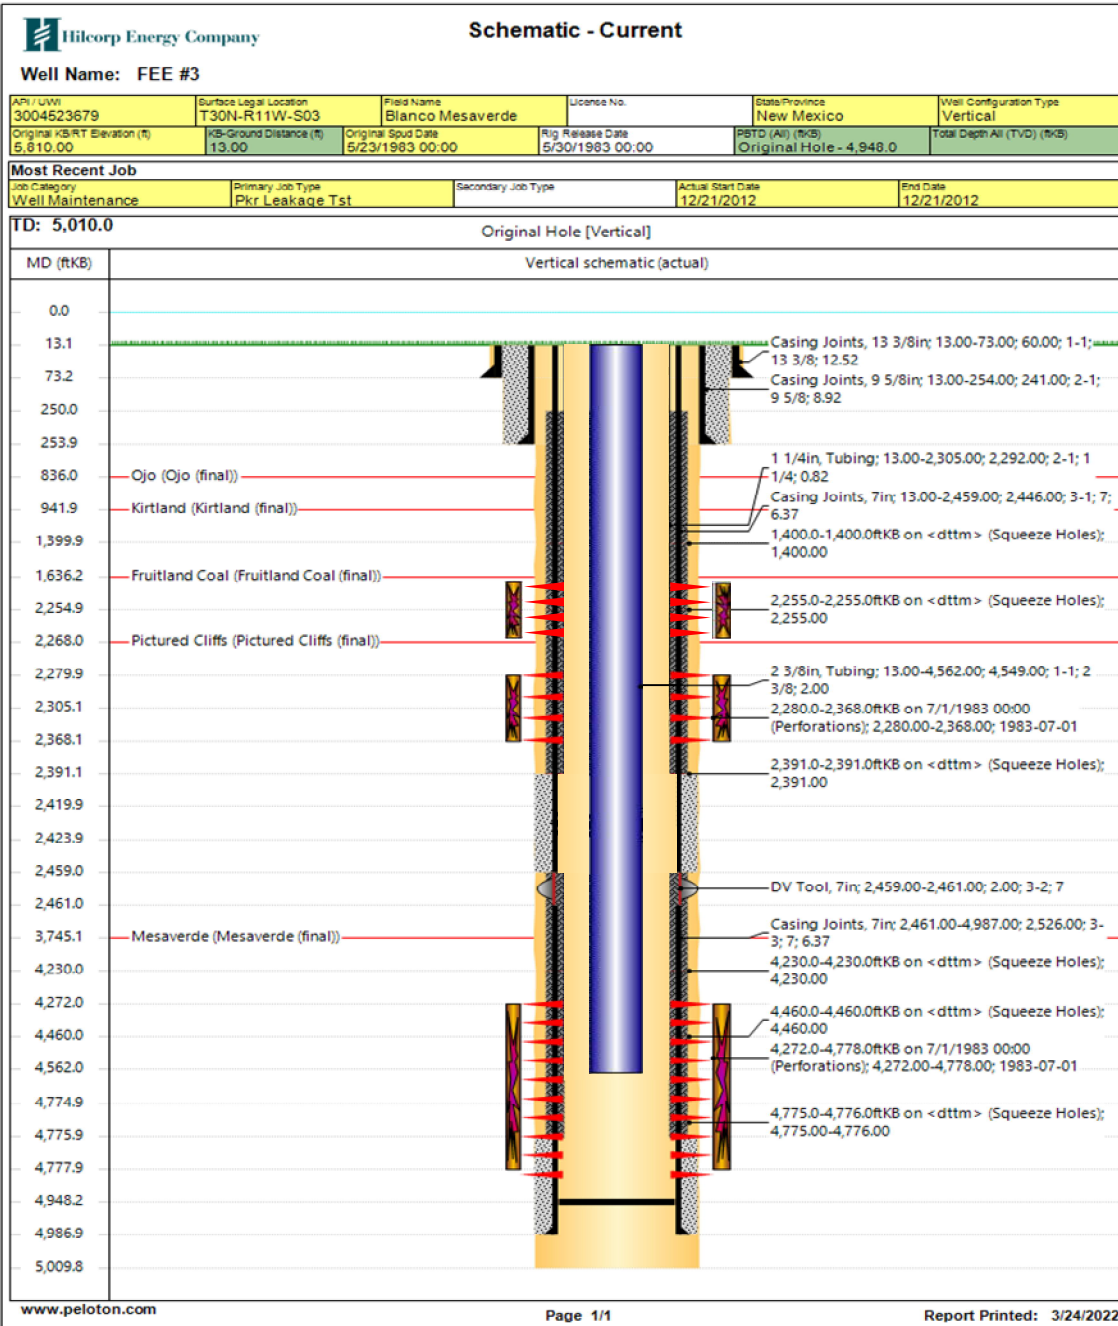 Hilcorp Energy Company
Schematic - Current
Well Name: FEE #3
API / UWI Surface Legal Location Field Name License No. State/Province Well Configuration Type
3004523679 T30N-R11W-S03 Blanco Mesaverde New Mexico Vertical
Original KB/RT Elevation (ft) KB-Ground Distance (ft) Original Spud Date Rig Release Date PBTD (All) (ftKB) Total Depth All (TVD) (ftKB)
5,810.00 13.00 5/23/1983 00:00 5/30/1983 00:00 Original Hole - 4,948.0
Most Recent Job
Job Category Primary Job Type Secondary Job Type Actual Start Date End Date
Well Maintenance Pkr Leakage Tst 12/21/2012 12/21/2012
TD: 5,010.0
Original Hole [Vertical]
MD (ftKB)
Vertical schematic (actual)
0.0
13.1
73.2
250.0
253.9
836.0
941.9
1,399.9
1,636.2
2,254.9
2,268.0
2,279.9
2,305.1
2,368.1
2,391.1
2,419.9
2,423.9
2,459.0
2,461.0
3,745.1
4,230.0
4,272.0
4,460.0
4,562.0
4,774.9
4,775.9
4,777.9
4,948.2
4,986.9
5,009.8
Ojo (Ojo (final))
Kirtland (Kirtland (final))
Fruitland Coal (Fruitland Coal (final))
Pictured Cliffs (Pictured Cliffs (final))
Mesaverde (Mesaverde (final))
Casing Joints, 13 3/8in; 13.00-73.00; 60.00; 1-1;
13 3/8; 12.52
Casing Joints, 9 5/8in; 13.00-254.00; 241.00; 2-1;
9 5/8; 8.92
1 1/4in, Tubing; 13.00-2,305.00; 2,292.00; 2-1; 1
1/4; 0.82
Casing Joints, 7in; 13.00-2,459.00; 2,446.00; 3-1; 7;
6.37
1,400.0-1,400.0ftKB on <dttm> (Squeeze Holes);
1,400.00
2,255.0-2,255.0ftKB on <dttm> (Squeeze Holes);
2,255.00
2 3/8in, Tubing; 13.00-4,562.00; 4,549.00; 1-1; 2
3/8; 2.00
2,280.0-2,368.0ftKB on 7/1/1983 00:00
(Perforations); 2,280.00-2,368.00; 1983-07-01
2,391.0-2,391.0ftKB on <dttm> (Squeeze Holes);
2,391.00
DV Tool, 7in; 2,459.00-2,461.00; 2.00; 3-2; 7
Casing Joints, 7in; 2,461.00-4,987.00; 2,526.00; 3-
3; 7; 6.37
4,230.0-4,230.0ftKB on <dttm> (Squeeze Holes);
4,230.00
4,460.0-4,460.0ftKB on <dttm> (Squeeze Holes);
4,460.00
4,272.0-4,778.0ftKB on 7/1/1983 00:00
(Perforations); 4,272.00-4,778.00; 1983-07-01
4,775.0-4,776.0ftKB on <dttm> (Squeeze Holes);
4,775.00-4,776.00
www.peloton.com
Page 1/1
Report Printed: 3/24/2022